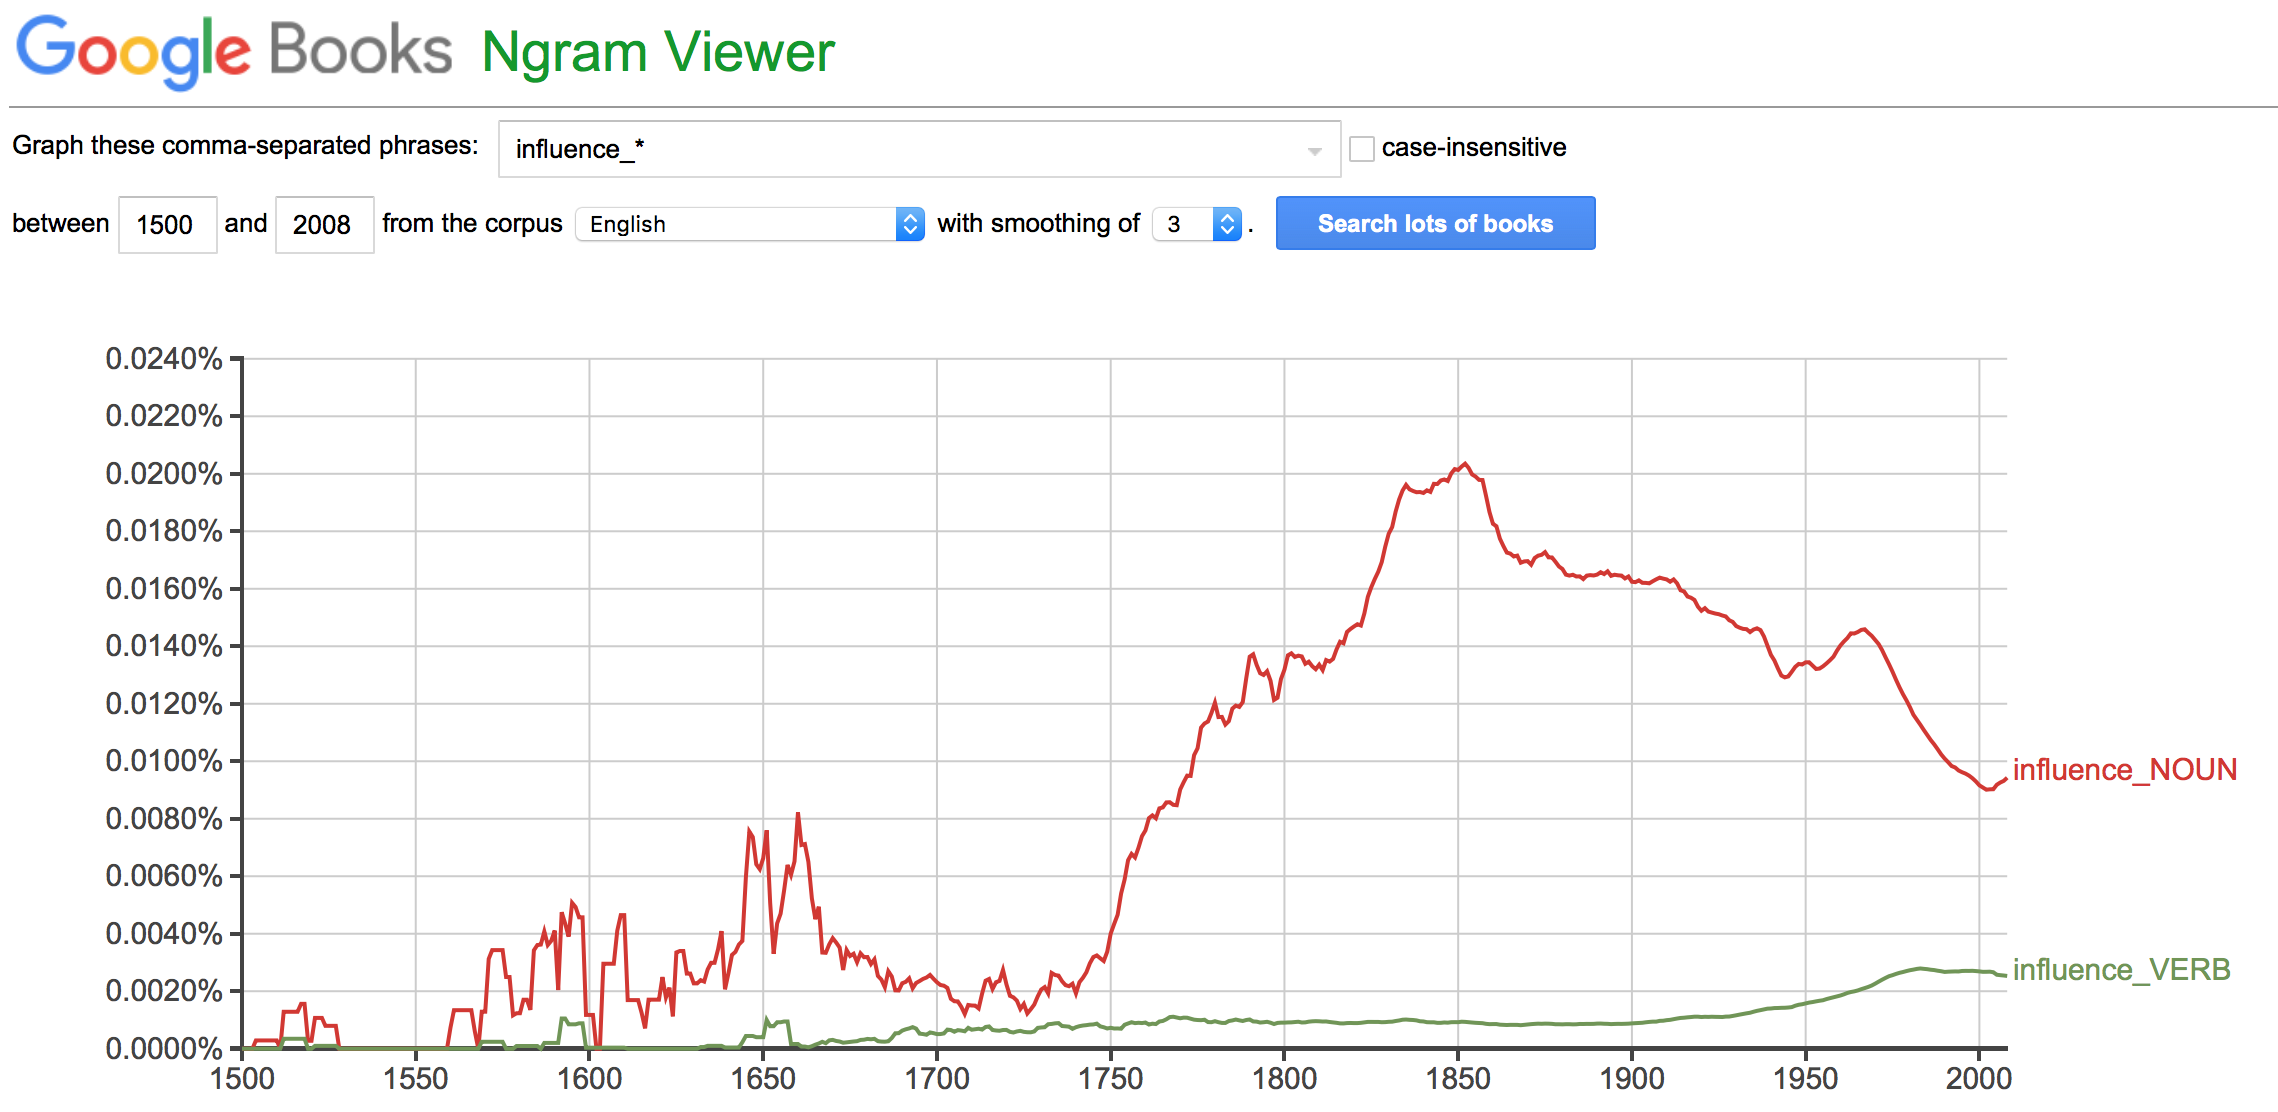 Google Books Ngram Viewer
Graph these comma-separated phrases: influence_* case-insensitive
between 1500 and 2008 from the corpus English with smoothing of 3 . Search lots of books
0.0240%
0.0220%
0.0200%
0.0180%
0.0160%
0.0140%
0.0120%
0.0100%
influence_NOUN
0.0080%
0.0060%
0.0040%
influence_VERB
0.0020%
0.0000%
1500 1550 1600 1650 1700 1750 1800 1850 1900 1950 2000